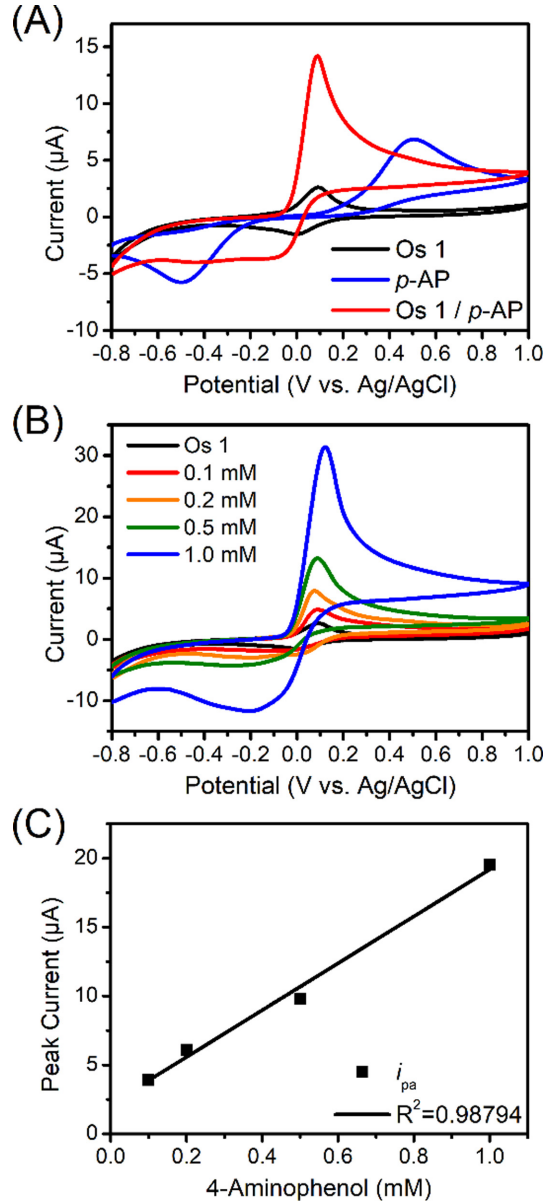 (A)
15
10
5
0
-5
-10
Current (µA)
Os 1
p-AP
Os 1 / p-AP
-0.8 -0.6 -0.4 -0.2 0.0 0.2 0.4 0.6 0.8 1.0
Potential (V vs. Ag/AgCl)
(B)
30
20
10
0
-10
Current (µA)
Os 1
0.1 mM
0.2 mM
0.5 mM
1.0 mM
-0.8 -0.6 -0.4 -0.2 0.0 0.2 0.4 0.6 0.8 1.0
Potential (V vs. Ag/AgCl)
(C)
20
15
10
5
0
Peak Current (µA)
ipa
R²=0.98794
0.0 0.2 0.4 0.6 0.8 1.0
4-Aminophenol (mM)